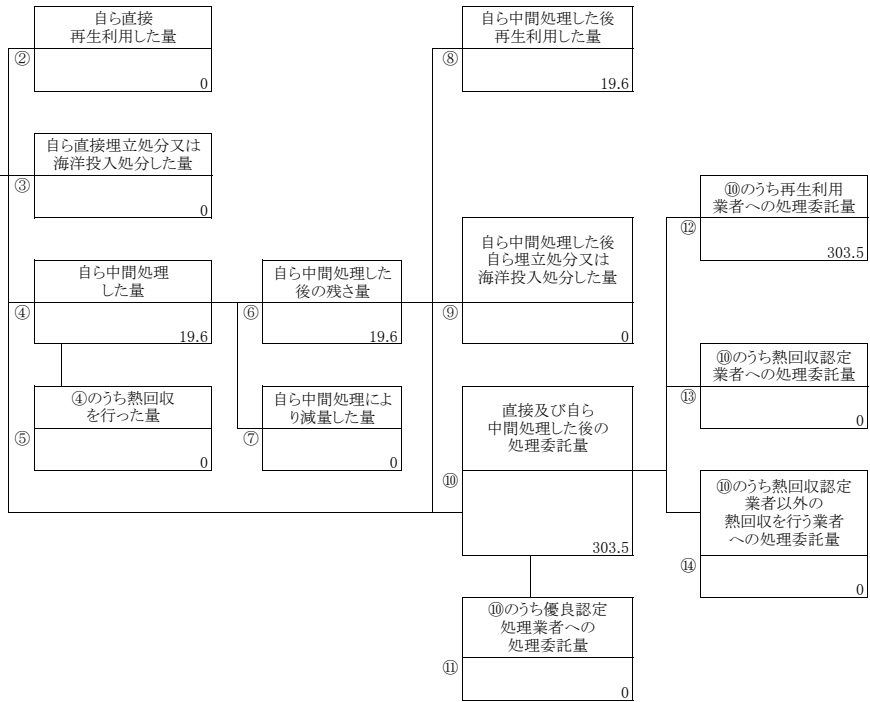 自ら直接
再生利用した量
②
0
自ら直接埋立処分又は
海洋投入処分した量
③
0
自ら中間処理
した量
④
19.6
④のうち熱回収
を行った量
⑤
0
自ら中間処理した
後の残さ量
⑥
19.6
自ら中間処理によ
り減量した量
⑦
0
自ら中間処理した後
再生利用した量
⑧
19.6
自ら中間処理した後
自ら埋立処分又は
海洋投入処分した量
⑨
0
直接及び自ら
中間処理した後の
処理委託量
⑩
303.5
⑩のうち優良認定
処理業者への
処理委託量
⑪
0
⑩のうち再生利用
業者への処理委託量
⑫
303.5
⑩のうち熱回収認定
業者への処理委託量
⑬
0
⑩のうち熱回収認定
業者以外の
熱回収を行う業者
への処理委託量
⑭
0